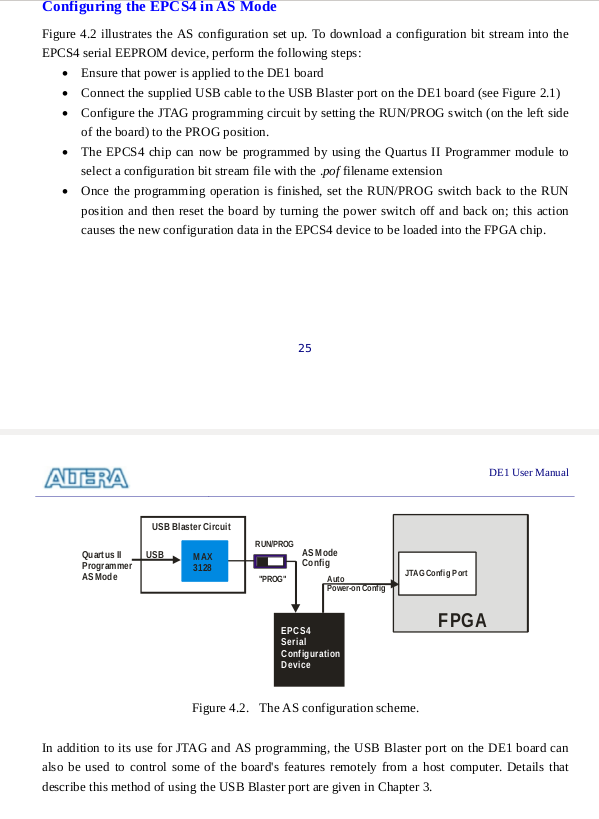 Configuring the EPCS4 in AS Mode
Figure 4.2 illustrates the AS configuration set up. To download a configuration bit stream into the
EPCS4 serial EEPROM device, perform the following steps:
• Ensure that power is applied to the DE1 board
• Connect the supplied USB cable to the USB Blaster port on the DE1 board (see Figure 2.1)
• Configure the JTAG programming circuit by setting the RUN/PROG switch (on the left side
of the board) to the PROG position.
• The EPCS4 chip can now be programmed by using the Quartus II Programmer module to
select a configuration bit stream file with the .pof filename extension
• Once the programming operation is finished, set the RUN/PROG switch back to the RUN
position and then reset the board by turning the power switch off and back on; this action
causes the new configuration data in the EPCS4 device to be loaded into the FPGA chip.
25
ALTERA
DE1 User Manual
USB Blaster Circuit
Quartus II
Programmer
AS Mode
USB
MAX
3128
RUN/PROG
"PROG"
AS Mode
Config
Auto
Power-on Config
JTAG Config Port
FPGA
EPCS4
Serial
Configuration
Device
Figure 4.2. The AS configuration scheme.
In addition to its use for JTAG and AS programming, the USB Blaster port on the DE1 board can
also be used to control some of the board's features remotely from a host computer. Details that
describe this method of using the USB Blaster port are given in Chapter 3.